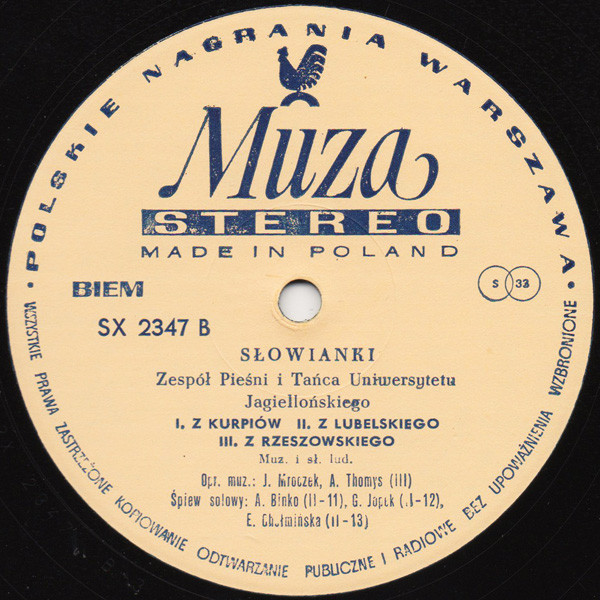 • POLSKIE NAGRANIA WARSZAWA •
Muza
STEREO
MADE IN POLAND
BIEM
S 33
SX 2347 B
SŁOWIANKI
Zespół Pieśni i Tańca Uniwersytetu
Jagiellońskiego
I. Z KURPIÓW II. Z LUBELSKIEGO
III. Z RZESZOWSKIEGO
Muz. i sł. lud.
Opr. muz.: J. Mroczek, A. Thomys (III)
Śpiew solowy: A. Binko (II-11), G. Jopek
E. Chołmińska (II-13)
WSZYSTKIE PRAWA ZASTRZEŻONE KOPIOWANIE ODTWARZANIE PUBLICZNE I RADIOWE BEZ UPOWAŻNIENIA WZBRONIONE